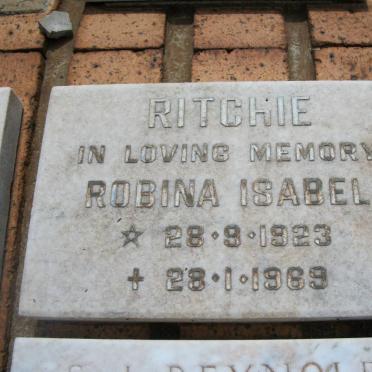 RITCHIE
IN LOVING MEMORY
ROBINA ISABEL
☆ 28·9·1923
+ 28·1·1969